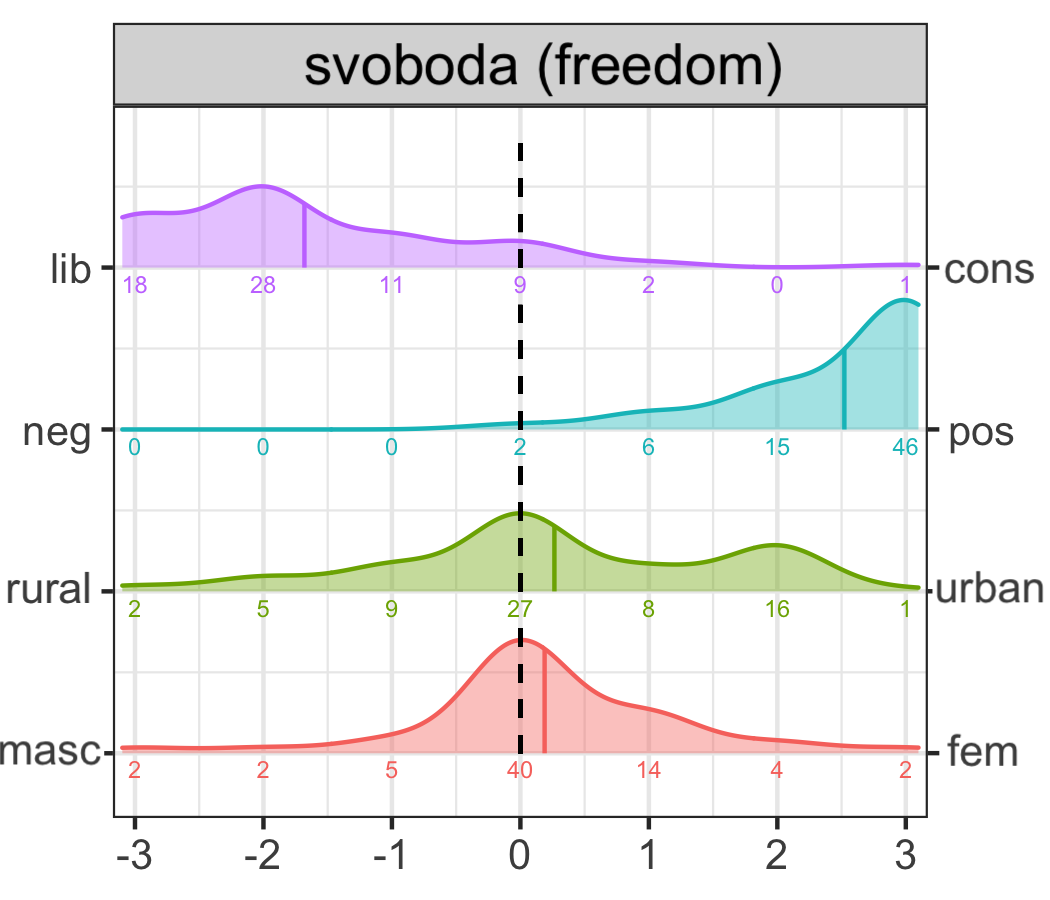 svoboda (freedom)
lib cons
18 28 11 9 2 0 1
neg pos
0 0 0 2 6 15 46
rural urban
2 5 9 27 8 16 1
masc fem
2 2 5 40 14 4 2
-3 -2 -1 0 1 2 3